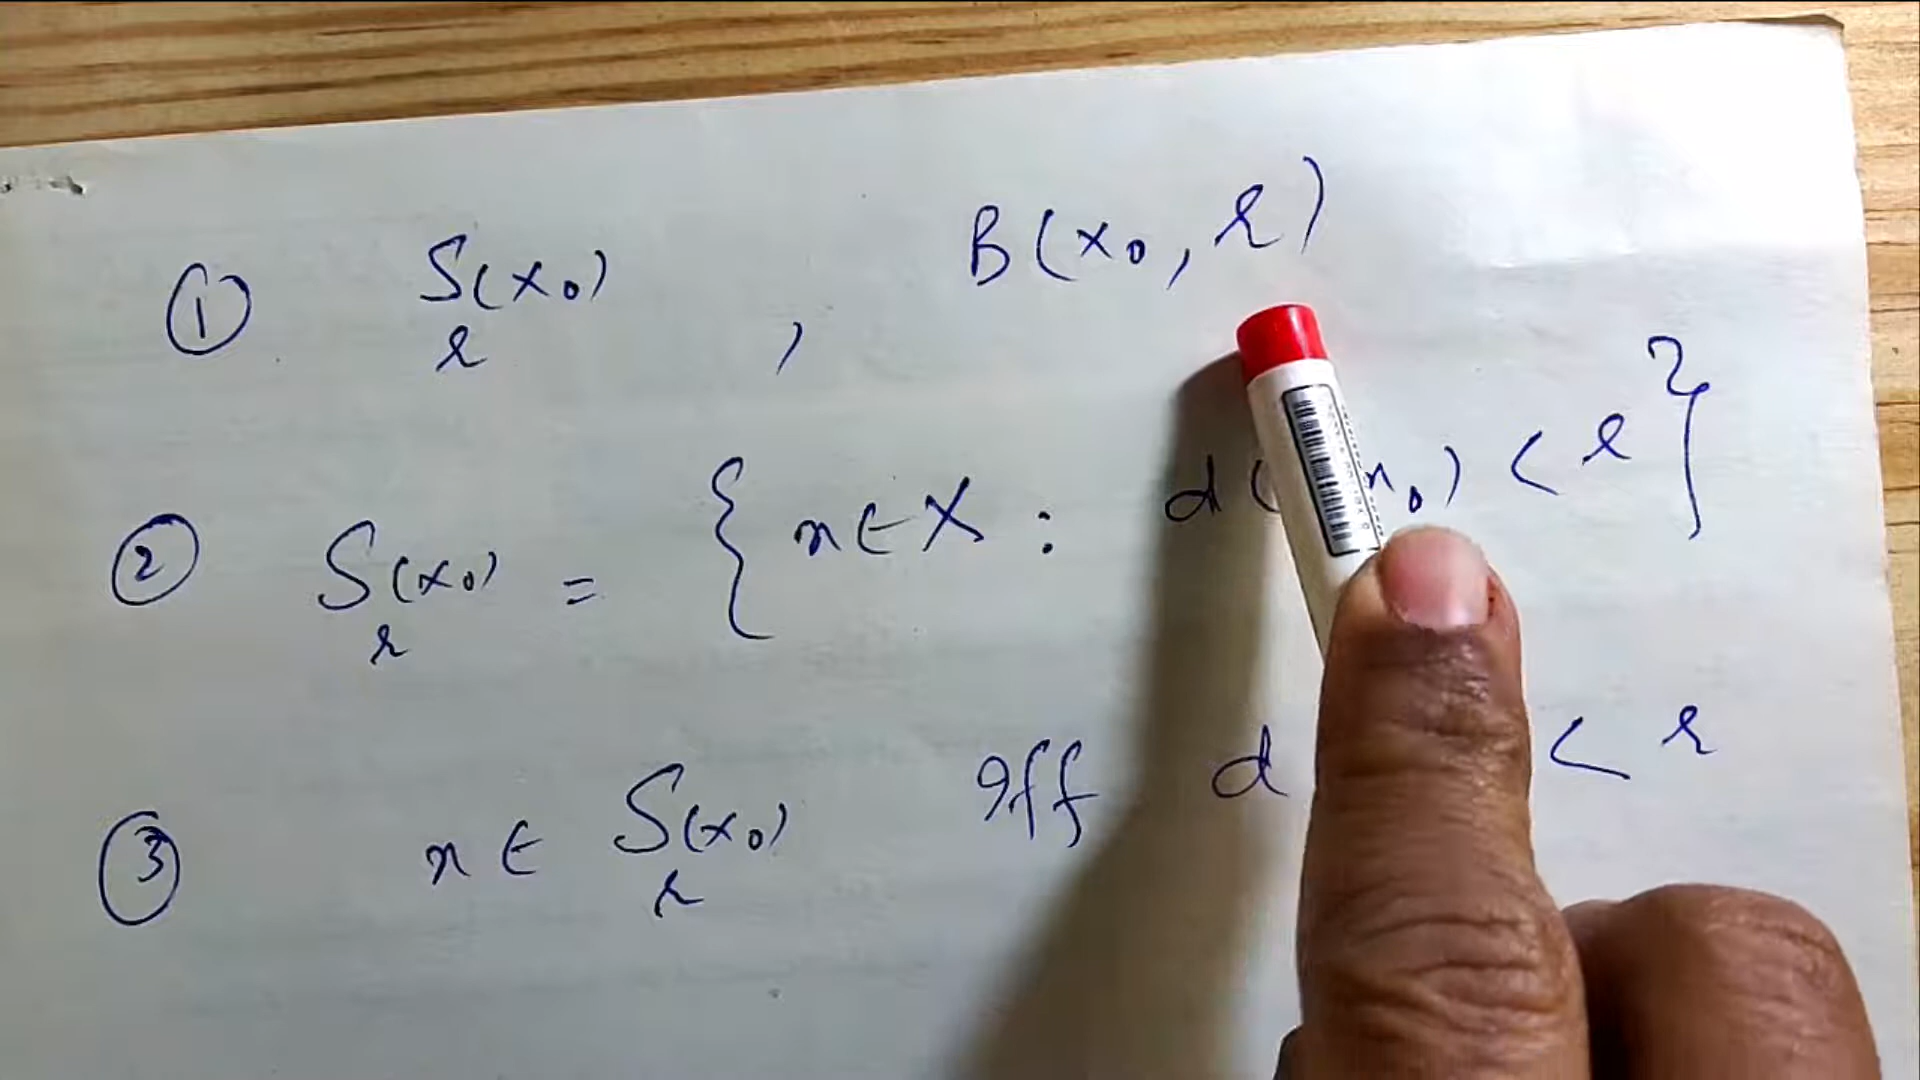 ① S_r(x₀) , B(x₀, r)
② S_r(x₀) = { x ∈ X : d( x₀) < r }
③ x ∈ S_r(x₀) iff d < r